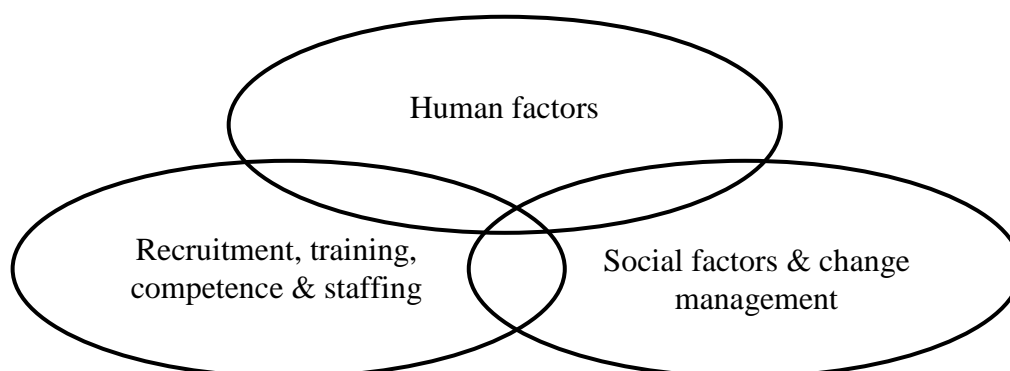 Human factors
Recruitment, training,
competence & staffing
Social factors & change
management